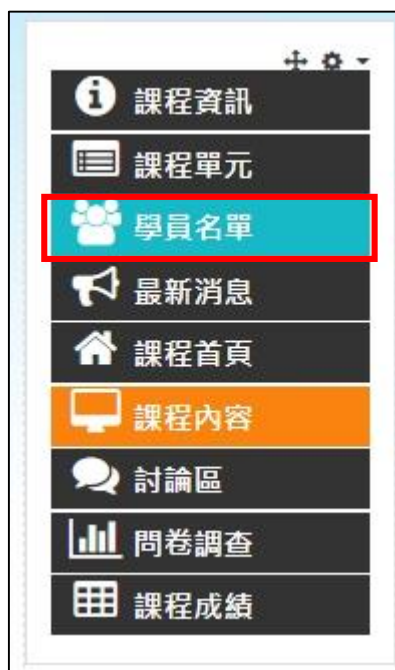 課程資訊
課程單元
學員名單
最新消息
課程首頁
課程內容
討論區
問卷調查
課程成績